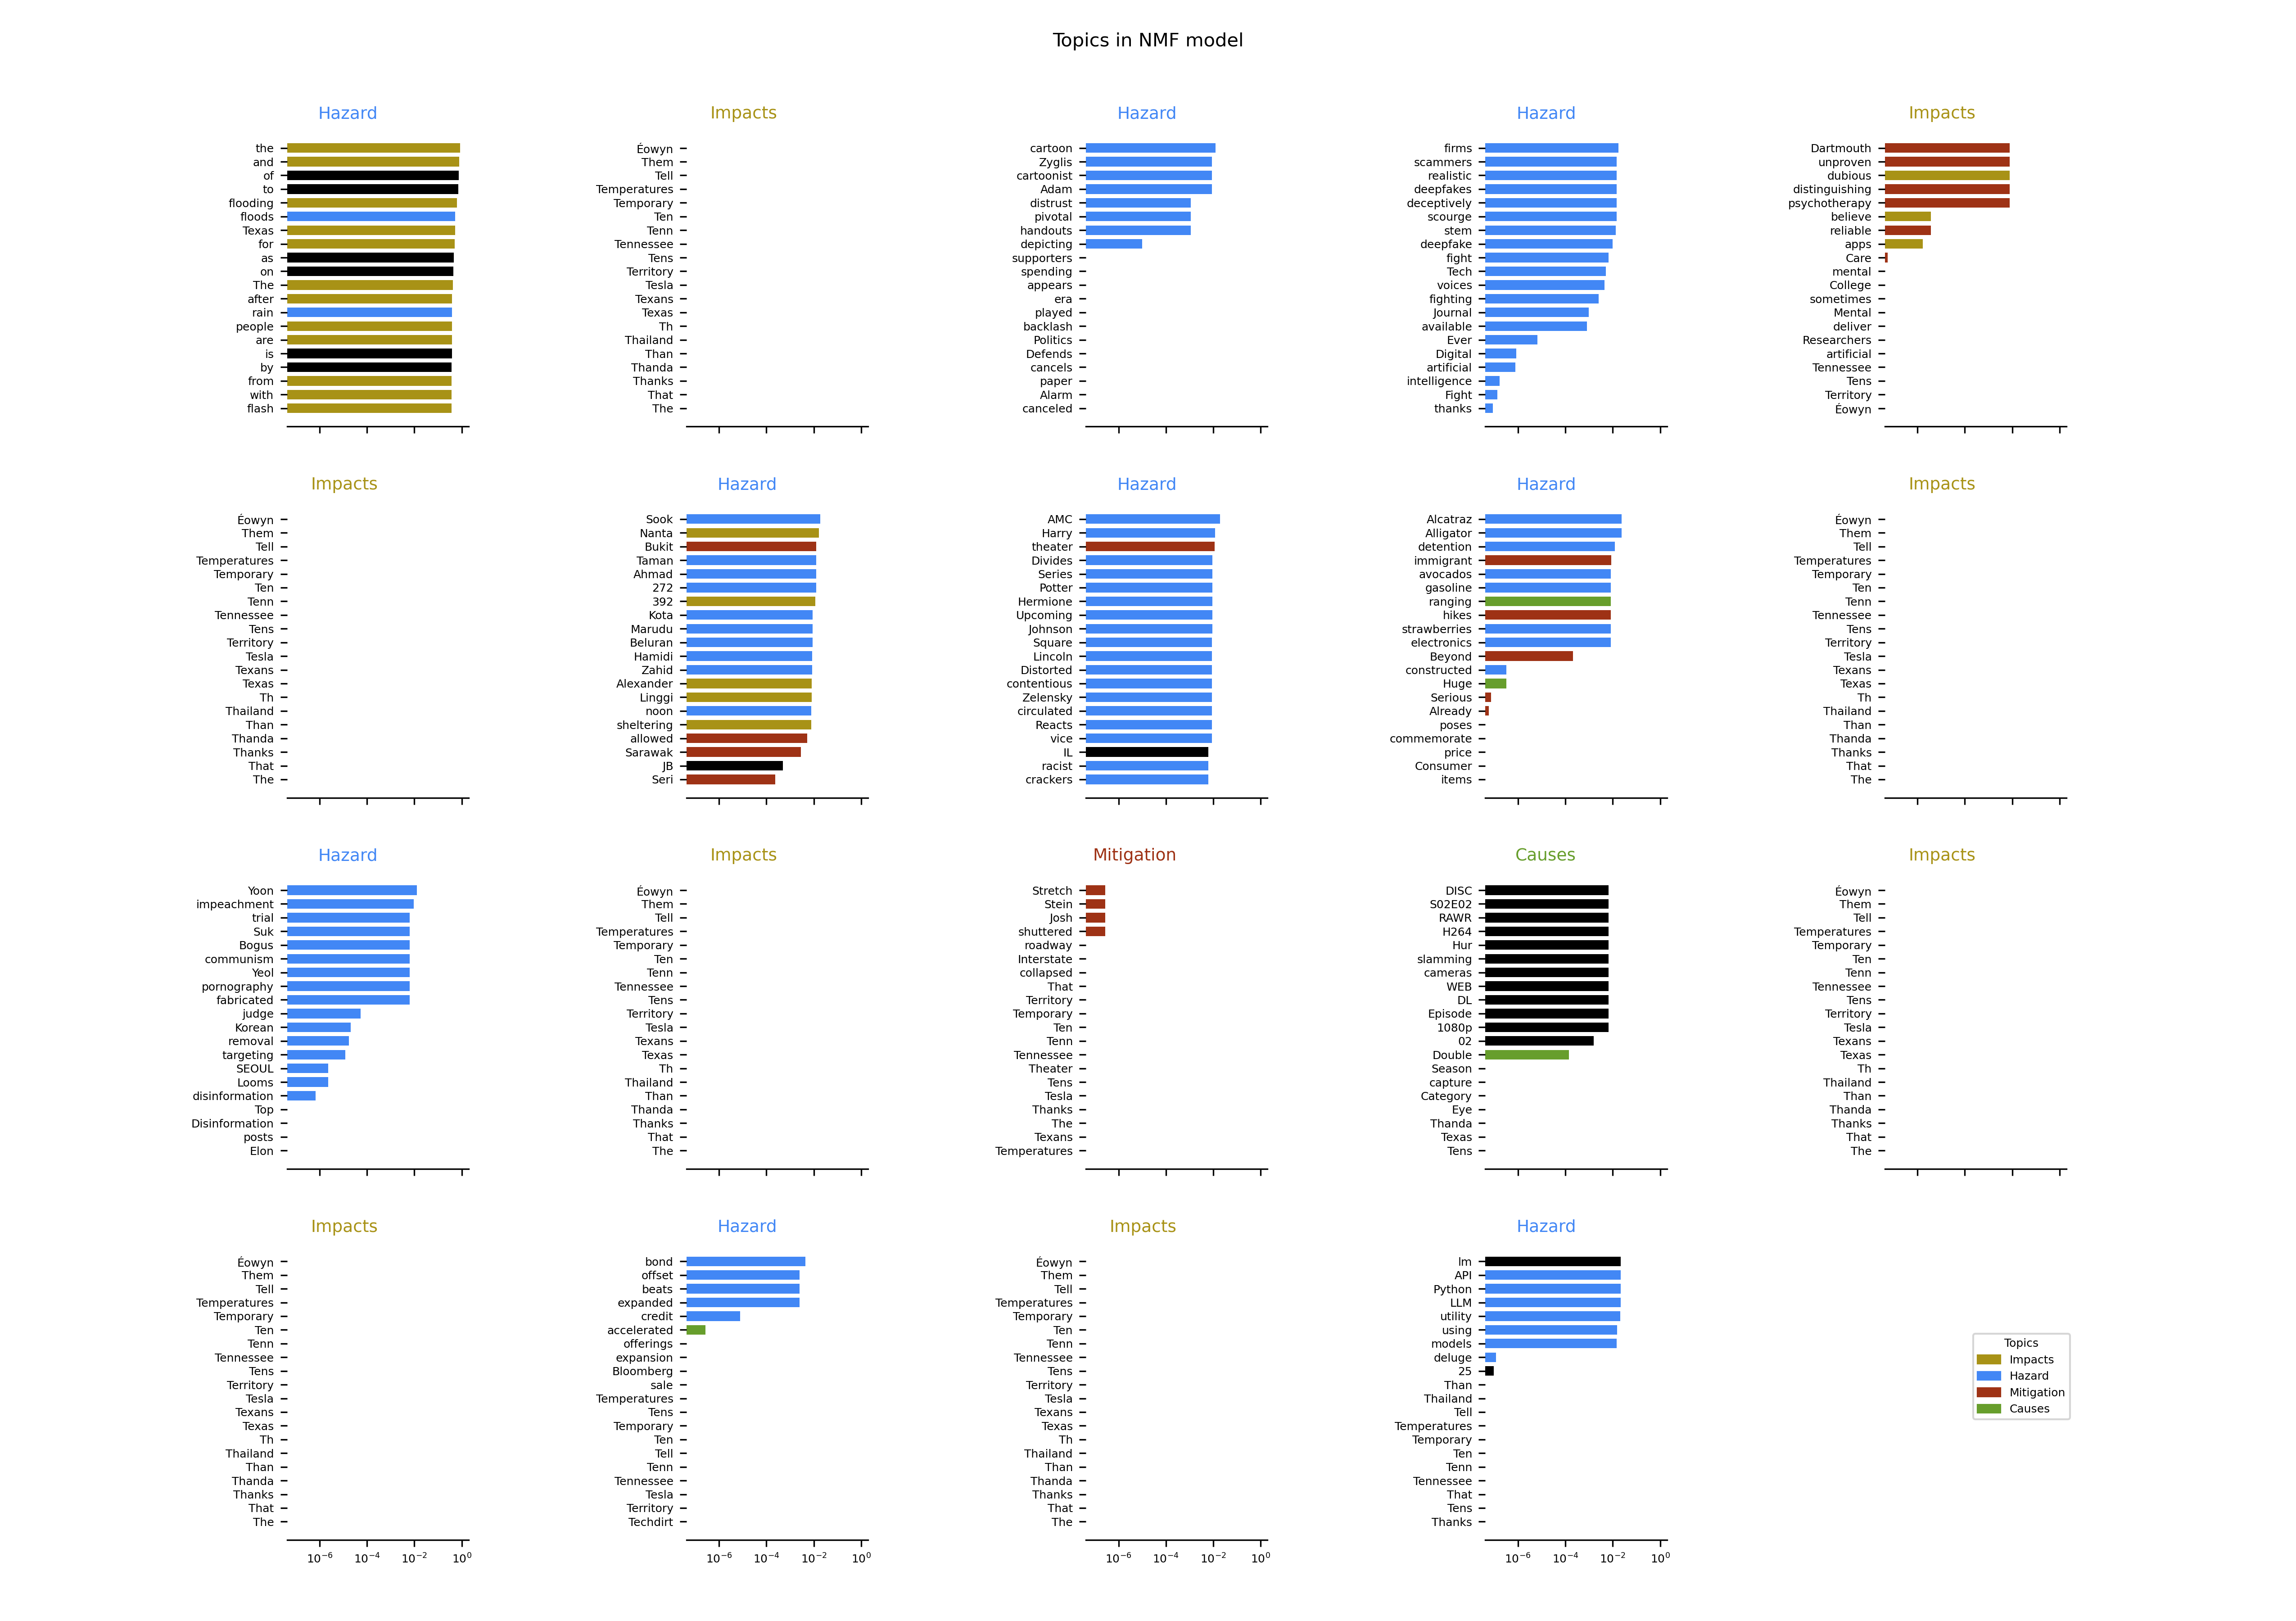 Topics in NMF model
Hazard
the
and
of
to
flooding
floods
Texas
for
as
on
The
after
rain
people
are
is
by
from
with
flash
Impacts
Éowyn
Them
Tell
Temperatures
Temporary
Ten
Tenn
Tennessee
Tens
Territory
Tesla
Texans
Texas
Th
Thailand
Than
Thanda
Thanks
That
The
Hazard
cartoon
Zyglis
cartoonist
Adam
distrust
pivotal
handouts
depicting
supporters
spending
appears
era
played
backlash
Politics
Defends
cancels
paper
Alarm
canceled
Hazard
firms
scammers
realistic
deepfakes
deceptively
scourge
stem
deepfake
fight
Tech
voices
fighting
Journal
available
Ever
Digital
artificial
intelligence
Fight
thanks
Impacts
Dartmouth
unproven
dubious
distinguishing
psychotherapy
believe
reliable
apps
Care
mental
College
sometimes
Mental
deliver
Researchers
artificial
Tennessee
Tens
Territory
Éowyn
Impacts
Éowyn
Them
Tell
Temperatures
Temporary
Ten
Tenn
Tennessee
Tens
Territory
Tesla
Texans
Texas
Th
Thailand
Than
Thanda
Thanks
That
The
Hazard
Sook
Nanta
Bukit
Taman
Ahmad
272
392
Kota
Marudu
Beluran
Hamidi
Zahid
Alexander
Linggi
noon
sheltering
allowed
Sarawak
JB
Seri
Hazard
AMC
Harry
theater
Divides
Series
Potter
Hermione
Upcoming
Johnson
Square
Lincoln
Distorted
contentious
Zelensky
circulated
Reacts
vice
IL
racist
crackers
Hazard
Alcatraz
Alligator
detention
immigrant
avocados
gasoline
ranging
hikes
strawberries
electronics
Beyond
constructed
Huge
Serious
Already
poses
commemorate
price
Consumer
items
Impacts
Éowyn
Them
Tell
Temperatures
Temporary
Ten
Tenn
Tennessee
Tens
Territory
Tesla
Texans
Texas
Th
Thailand
Than
Thanda
Thanks
That
The
Hazard
Yoon
impeachment
trial
Suk
Bogus
communism
Yeol
pornography
fabricated
judge
Korean
removal
targeting
SEOUL
Looms
disinformation
Top
Disinformation
posts
Elon
Impacts
Éowyn
Them
Tell
Temperatures
Temporary
Ten
Tenn
Tennessee
Tens
Territory
Tesla
Texans
Texas
Th
Thailand
Than
Thanda
Thanks
That
The
Mitigation
Stretch
Stein
Josh
shuttered
roadway
Interstate
collapsed
That
Territory
Temporary
Ten
Tenn
Tennessee
Theater
Tens
Tesla
Thanks
The
Texans
Temperatures
Causes
DISC
S02E02
RAWR
H264
Hur
slamming
cameras
WEB
DL
Episode
1080p
02
Double
Season
capture
Category
Eye
Thanda
Texas
Tens
Impacts
Éowyn
Them
Tell
Temperatures
Temporary
Ten
Tenn
Tennessee
Tens
Territory
Tesla
Texans
Texas
Th
Thailand
Than
Thanda
Thanks
That
The
Impacts
Éowyn
Them
Tell
Temperatures
Temporary
Ten
Tenn
Tennessee
Tens
Territory
Tesla
Texans
Texas
Th
Thailand
Than
Thanda
Thanks
That
The
10⁻⁶ 10⁻⁴ 10⁻² 10⁰
Hazard
bond
offset
beats
expanded
credit
accelerated
offerings
expansion
Bloomberg
sale
Temperatures
Tens
Temporary
Ten
Tell
Tenn
Tennessee
Tesla
Territory
Techdirt
10⁻⁶ 10⁻⁴ 10⁻² 10⁰
Impacts
Éowyn
Them
Tell
Temperatures
Temporary
Ten
Tenn
Tennessee
Tens
Territory
Tesla
Texans
Texas
Th
Thailand
Than
Thanda
Thanks
That
The
10⁻⁶ 10⁻⁴ 10⁻² 10⁰
Hazard
API
Python
LLM
utility
using
models
deluge
25
Than
Thailand
Tell
Temperatures
Temporary
Ten
Tenn
Tennessee
That
Tens
Thanks
10⁻⁶ 10⁻⁴ 10⁻² 10⁰
Topics
Impacts
Hazard
Mitigation
Causes